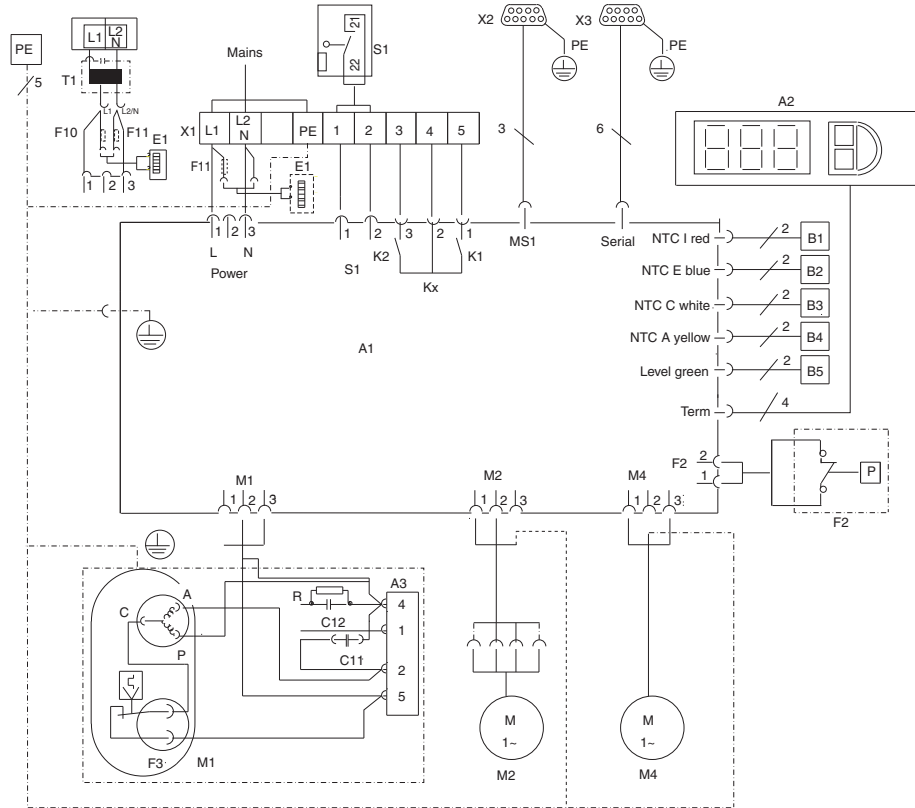 X2
X3
PE
PE
L1 L2 N
21
S1
22
PE
5
T1
Mains
L1 L2/N
F10 F11 E1
1 2 3
X1 L1 L2 N PE 1 2 3 4 5
F11 E1
3
6
A2
1 2 3
L N
Power
1 2
S1
3 2 1
K2 K1
Kx
MS1
Serial
NTC I red 2 B1
NTC E blue 2 B2
NTC C white 2 B3
NTC A yellow 2 B4
Level green 2 B5
Term 4
A1
F2 2
1
P
F2
M1
1 2 3
M2
1 2 3
M4
1 2 3
A3
R 4
C12 1
C11 2
5
C A
P
F3 M1
M
1~
M2
M
1~
M4